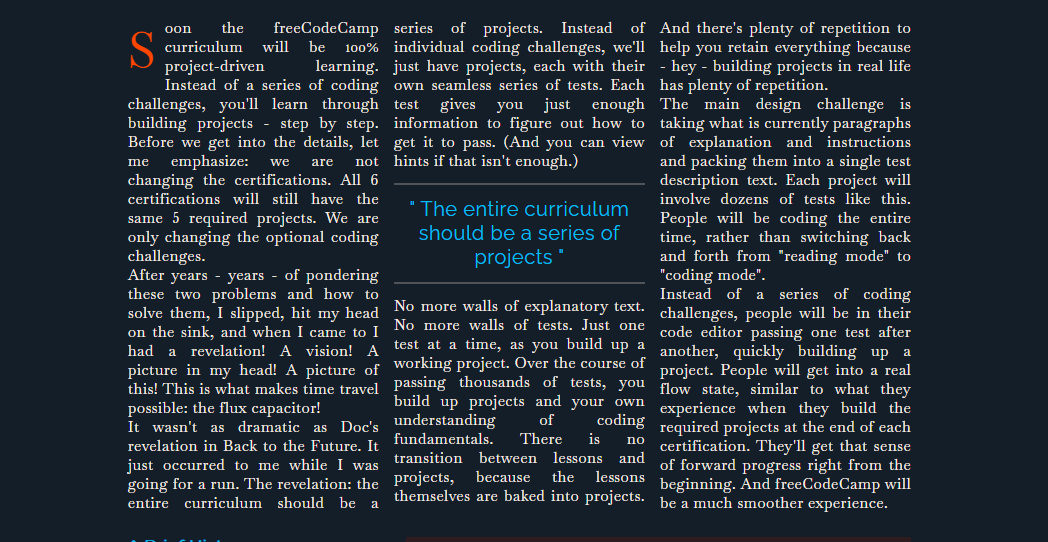 Soon the freeCodeCamp
curriculum will be 100%
project-driven learning.
Instead of a series of coding
challenges, you'll learn through
building projects - step by step.
Before we get into the details, let
me emphasize: we are not
changing the certifications. All 6
certifications will still have the
same 5 required projects. We are
only changing the optional coding
challenges.
After years - years - of pondering
these two problems and how to
solve them, I slipped, hit my head
on the sink, and when I came to I
had a revelation! A vision! A
picture in my head! A picture of
this! This is what makes time travel
possible: the flux capacitor!
It wasn't as dramatic as Doc's
revelation in Back to the Future. It
just occurred to me while I was
going for a run. The revelation: the
entire curriculum should be a
series of projects. Instead of
individual coding challenges, we'll
just have projects, each with their
own seamless series of tests. Each
test gives you just enough
information to figure out how to
get it to pass. (And you can view
hints if that isn't enough.)
" The entire curriculum
should be a series of
projects "
No more walls of explanatory text.
No more walls of tests. Just one
test at a time, as you build up a
working project. Over the course of
passing thousands of tests, you
build up projects and your own
understanding of coding
fundamentals. There is no
transition between lessons and
projects, because the lessons
themselves are baked into projects.
And there's plenty of repetition to
help you retain everything because
- hey - building projects in real life
has plenty of repetition.
The main design challenge is
taking what is currently paragraphs
of explanation and instructions
and packing them into a single test
description text. Each project will
involve dozens of tests like this.
People will be coding the entire
time, rather than switching back
and forth from "reading mode" to
"coding mode".
Instead of a series of coding
challenges, people will be in their
code editor passing one test after
another, quickly building up a
project. People will get into a real
flow state, similar to what they
experience when they build the
required projects at the end of each
certification. They'll get that sense
of forward progress right from the
beginning. And freeCodeCamp will
be a much smoother experience.